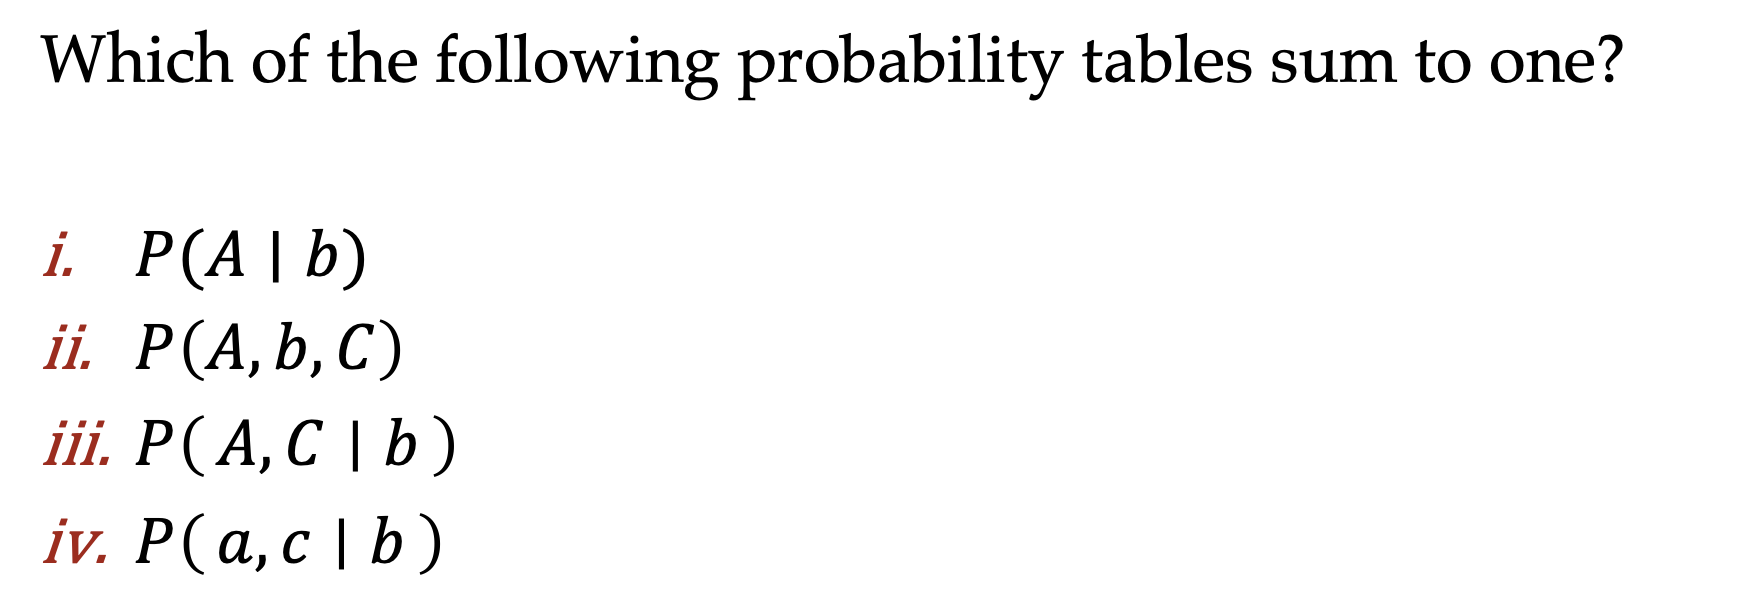 Which of the following probability tables sum to one?
i. P(A | b)
ii. P(A, b, C)
iii. P( A, C | b )
iv. P( a, c | b )